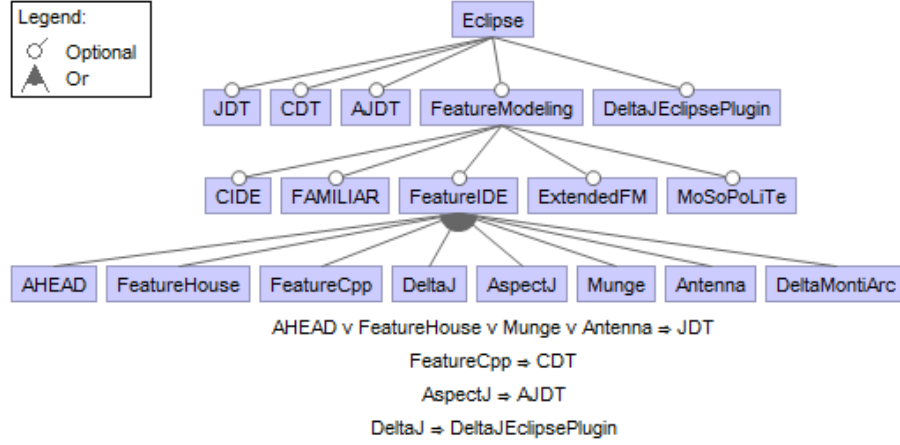 Legend:
Optional
Or
Eclipse
JDT CDT AJDT FeatureModeling DeltaJEclipsePlugin
CIDE FAMILIAR FeatureIDE ExtendedFM MoSoPoLiTe
AHEAD FeatureHouse FeatureCpp DeltaJ AspectJ Munge Antenna DeltaMontiArc
AHEAD v FeatureHouse v Munge v Antenna ⇒ JDT
FeatureCpp ⇒ CDT
AspectJ ⇒ AJDT
DeltaJ ⇒ DeltaJEclipsePlugin